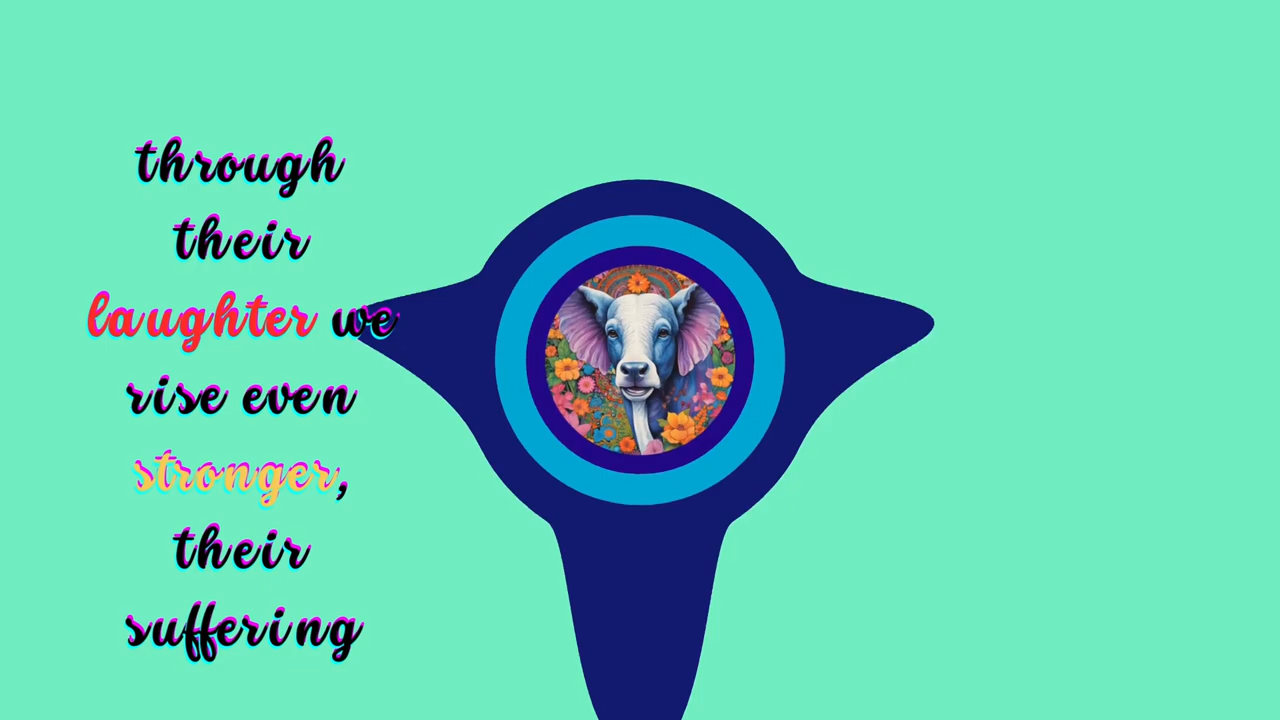 through
their
laughter we
rise even
stronger,
their
suffering